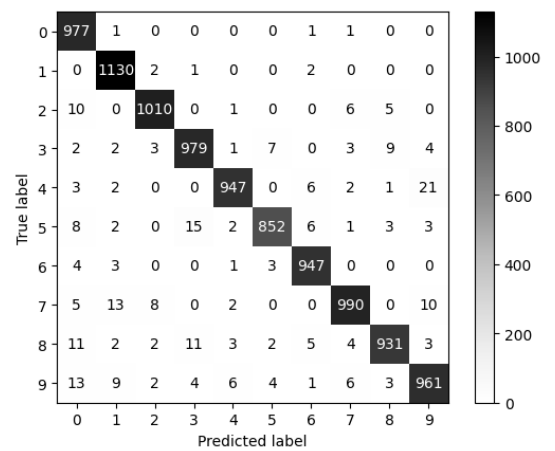 0 977 1 0 0 0 0 1 1 0 0
1 0 1130 2 1 0 0 2 0 0 0
2 10 0 1010 0 1 0 0 6 5 0
3 2 2 3 979 1 7 0 3 9 4
4 3 2 0 0 947 0 6 2 1 21
5 8 2 0 15 2 852 6 1 3 3
6 4 3 0 0 1 3 947 0 0 0
7 5 13 8 0 2 0 0 990 0 10
8 11 2 2 11 3 2 5 4 931 3
9 13 9 2 4 6 4 1 6 3 961
0 1 2 3 4 5 6 7 8 9
Predicted label
True label
1000
800
600
400
200
0